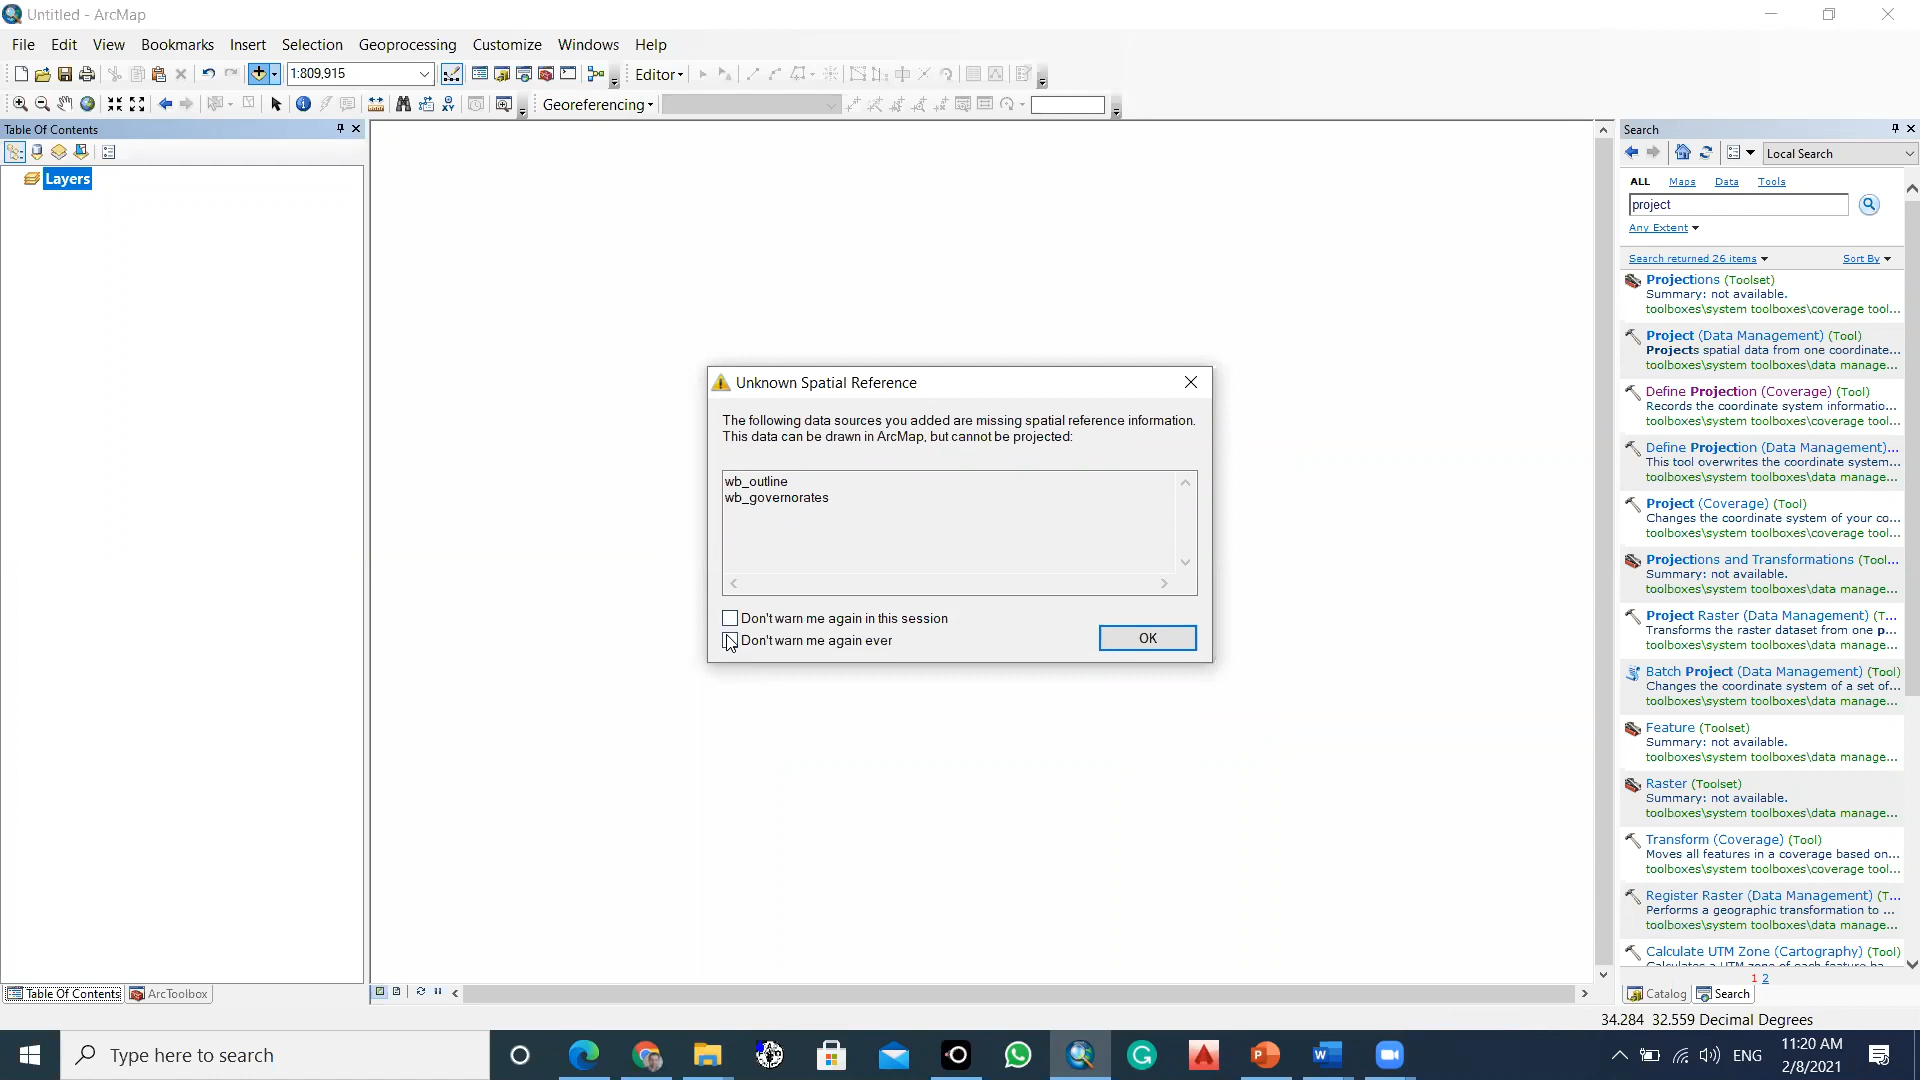 Untitled - ArcMap
File Edit View Bookmarks Insert Selection Geoprocessing Customize Windows Help
1:809,915
Editor
Georeferencing
Table Of Contents
Layers
Unknown Spatial Reference
The following data sources you added are missing spatial reference information.
This data can be drawn in ArcMap, but cannot be projected:
wb_outline
wb_governorates
Don't warn me again in this session
Don't warn me again ever
OK
Search
Local Search
ALL Maps Data Tools
project
Any Extent
Search returned 26 items Sort By
Projections (Toolset)
Summary: not available.
toolboxes\system toolboxes\coverage tool...
Project (Data Management) (Tool)
Projects spatial data from one coordinate...
toolboxes\system toolboxes\data manage...
Define Projection (Coverage) (Tool)
Records the coordinate system informatio...
toolboxes\system toolboxes\coverage tool...
Define Projection (Data Management)...
This tool overwrites the coordinate system...
toolboxes\system toolboxes\data manage...
Project (Coverage) (Tool)
Changes the coordinate system of your co...
toolboxes\system toolboxes\coverage tool...
Projections and Transformations (Tool...
Summary: not available.
toolboxes\system toolboxes\data manage...
Project Raster (Data Management) (T...
Transforms the raster dataset from one p...
toolboxes\system toolboxes\data manage...
Batch Project (Data Management) (Tool)
Changes the coordinate system of a set of...
toolboxes\system toolboxes\data manage...
Feature (Toolset)
Summary: not available.
toolboxes\system toolboxes\data manage...
Raster (Toolset)
Summary: not available.
toolboxes\system toolboxes\data manage...
Transform (Coverage) (Tool)
Moves all features in a coverage based on...
toolboxes\system toolboxes\coverage tool...
Register Raster (Data Management) (T...
Performs a geographic transformation to ...
toolboxes\system toolboxes\data manage...
Calculate UTM Zone (Cartography) (Tool)
1 2
Table Of Contents ArcToolbox
Catalog Search
34.284 32.559 Decimal Degrees
Type here to search
ENG
11:20 AM
2/8/2021